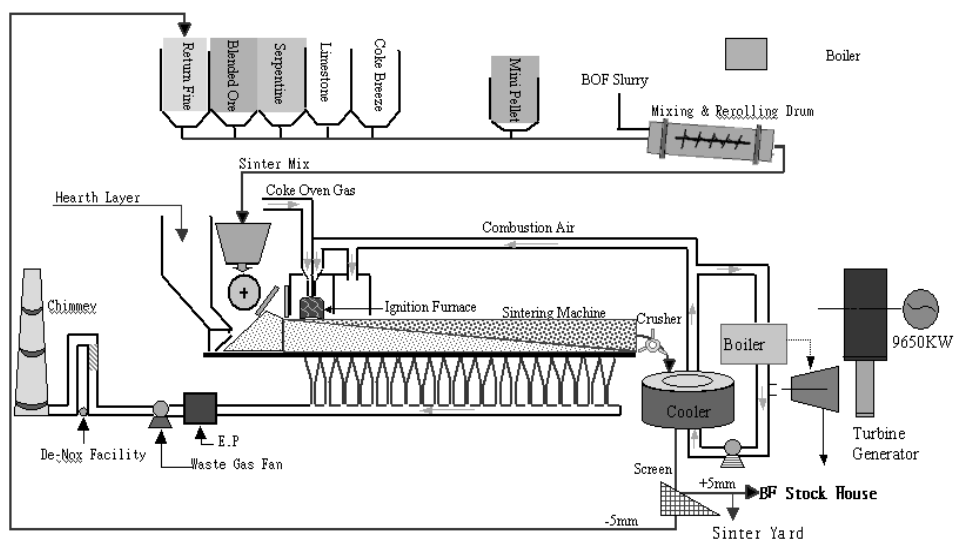 Return Fine
Blended Ore
Serpentine
Limestone
Coke Breeze
Mini Pellet
BOF Slurry
Boiler
Mixing & Rerolling Drum
Sinter Mix
Hearth Layer
Coke Oven Gas
Combustion Air
Chimmey
Ignition Furnace
Sintering Machine
Crusher
9650KW
Boiler
Cooler
E.P
De-Nox Facility
Waste Gas Fan
Turbine
Generator
Screen
+5mm
BF Stock House
-5mm
Sinter Yard